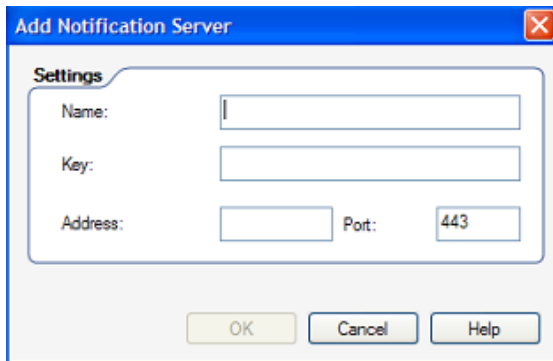 Add Notification Server
Settings
Name:
Key:
Address: Port: 443
OK Cancel Help